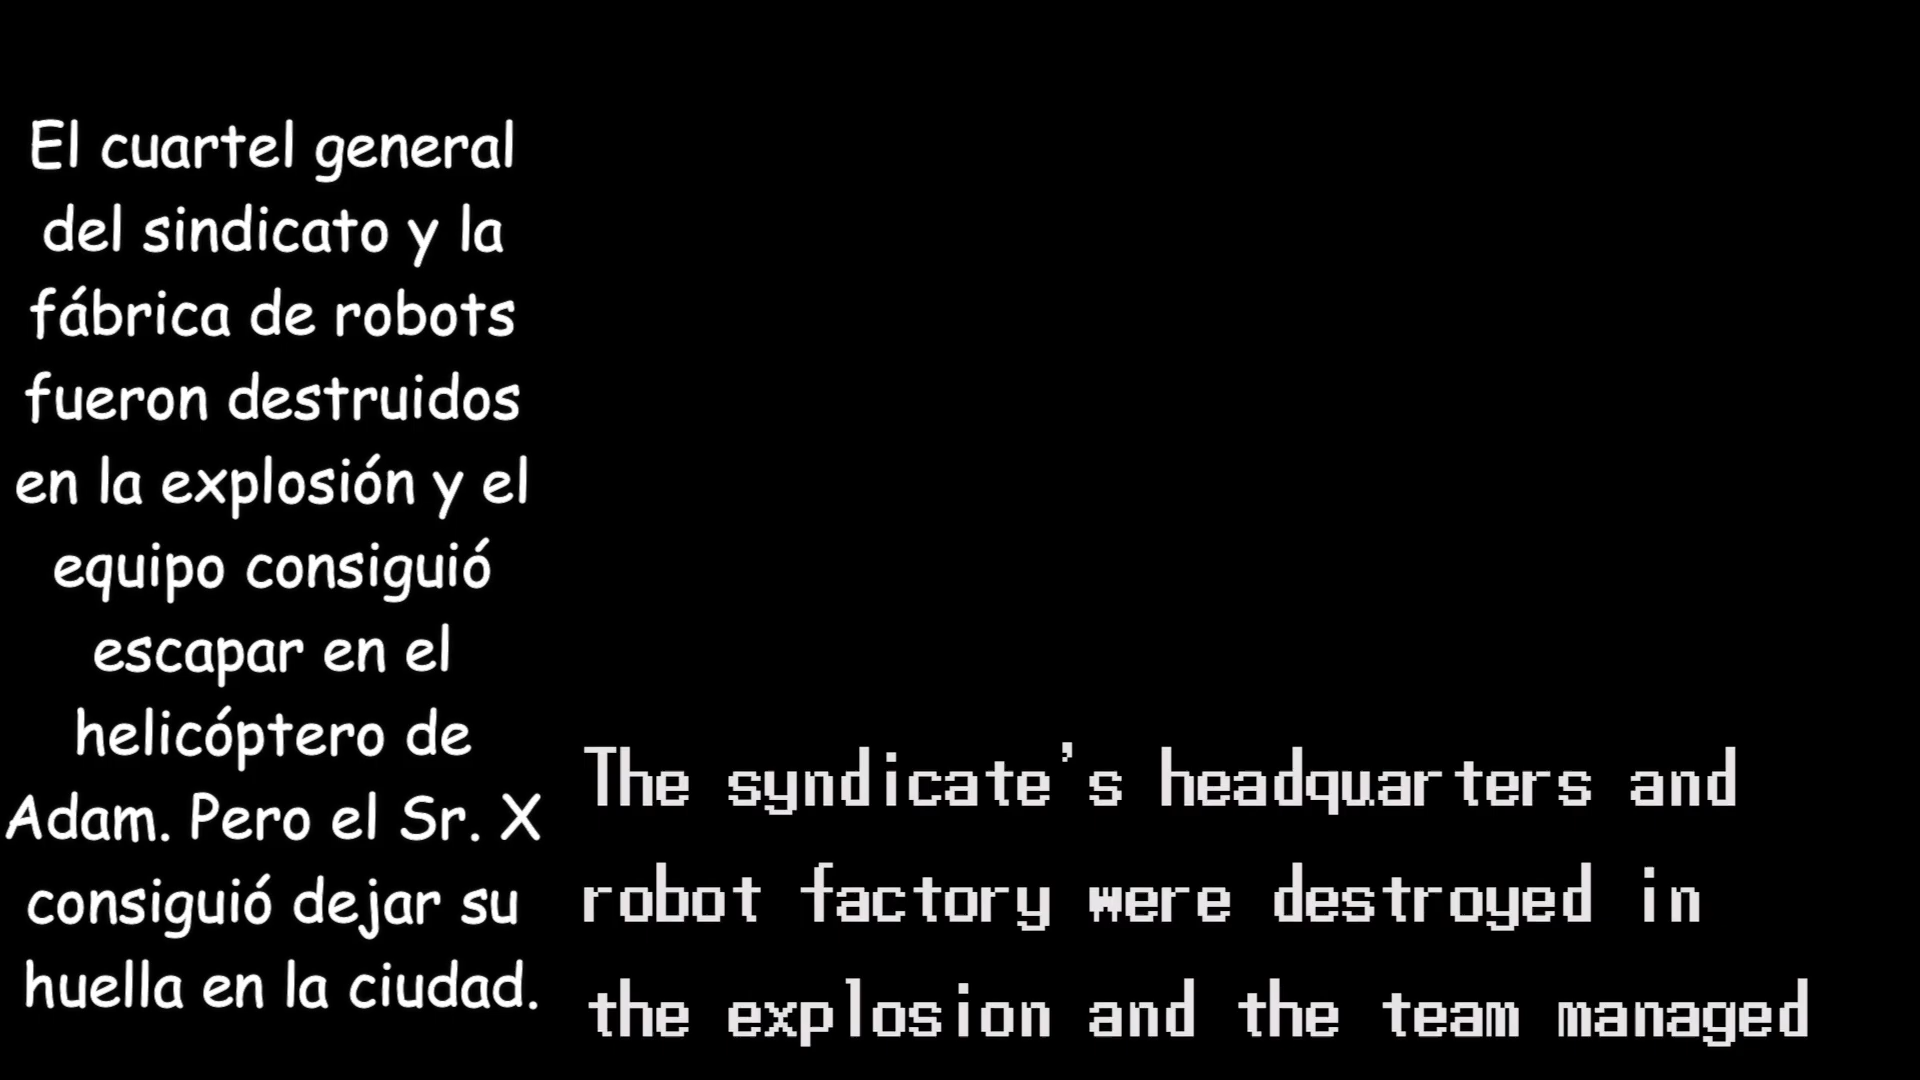 El cuartel general
del sindicato y la
fábrica de robots
fueron destruidos
en la explosión y el
equipo consiguió
escapar en el
helicóptero de
Adam. Pero el Sr. X
consiguió dejar su
huella en la ciudad.
The syndicate's headquarters and
robot factory were destroyed in
the explosion and the team managed